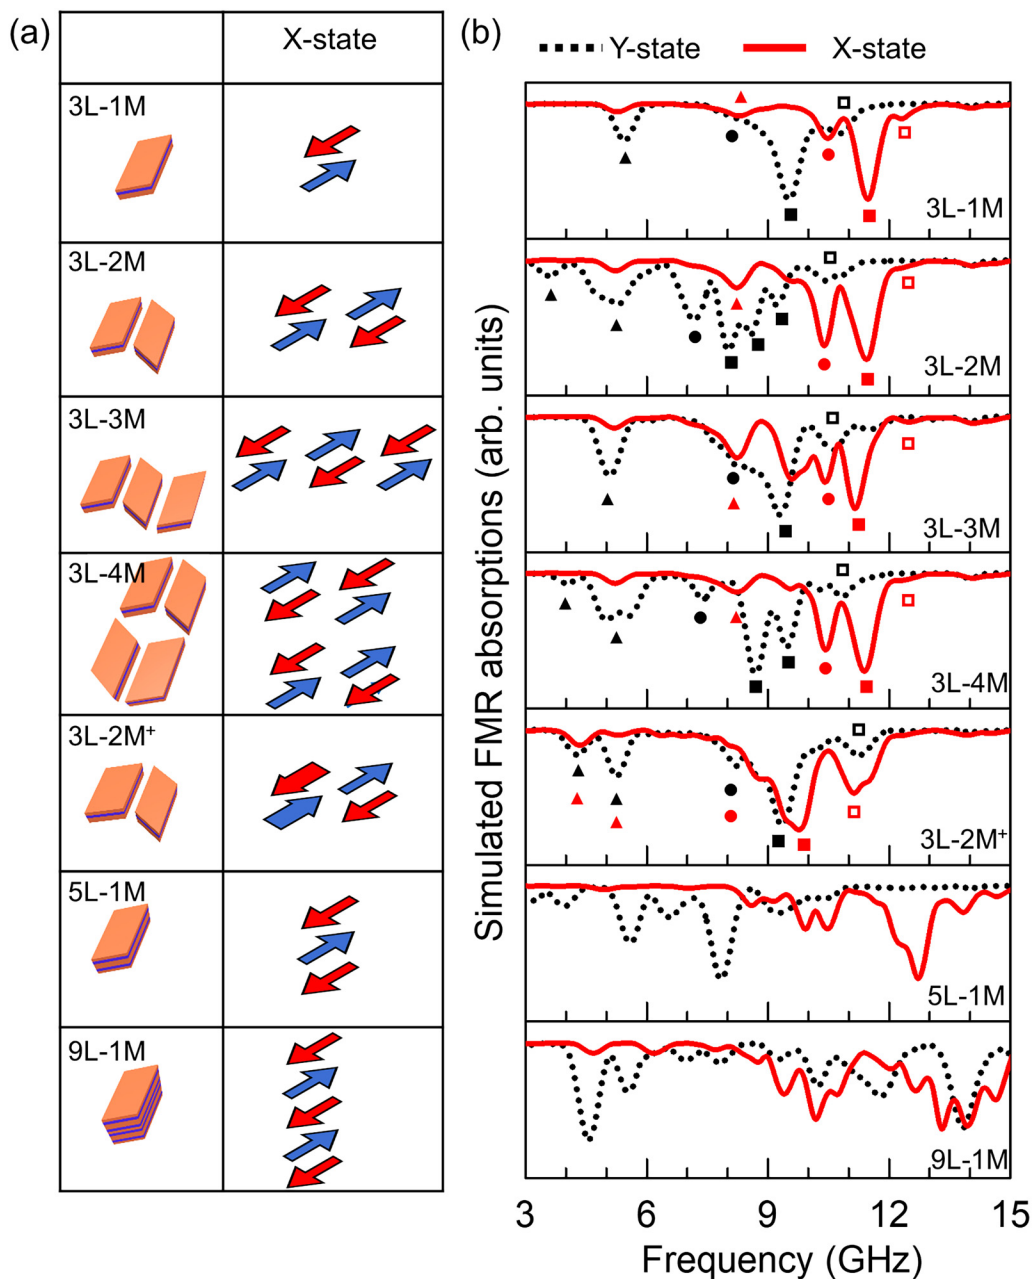 (a)
X-state
3L-1M
3L-2M
3L-3M
3L-4M
3L-2M⁺
5L-1M
9L-1M
(b)
Y-state
X-state
Simulated FMR absorptions (arb. units)
3L-1M
3L-2M
3L-3M
3L-4M
3L-2M⁺
5L-1M
9L-1M
3 6 9 12 15
Frequency (GHz)